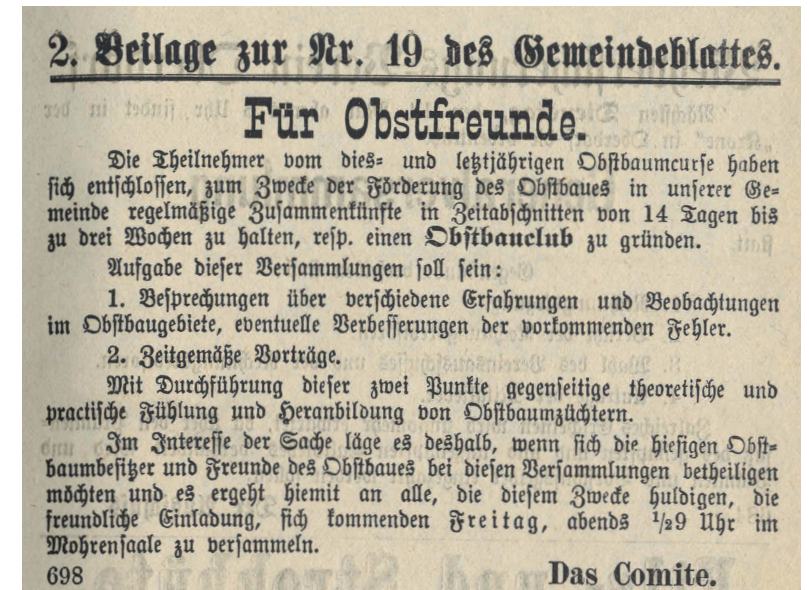 2. Beilage zur Nr. 19 des Gemeindeblattes.
Für Obstfreunde.
Die Theilnehmer vom dies- und letztjährigen Obstbaumcurse haben
sich entschlossen, zum Zwecke der Förderung des Obstbaues in unserer Ge-
meinde regelmäßige Zusammenkünfte in Zeitabschnitten von 14 Tagen bis
zu drei Wochen zu halten, resp. einen Obstbauclub zu gründen.
Aufgabe dieser Versammlungen soll sein:
1. Besprechungen über verschiedene Erfahrungen und Beobachtungen
im Obstbaugebiete, eventuelle Verbesserungen der vorkommenden Fehler.
2. Zeitgemäße Vorträge.
Mit Durchführung dieser zwei Punkte gegenseitige theoretische und
practische Fühlung und Heranbildung von Obstbaumzüchtern.
Im Interesse der Sache läge es deshalb, wenn sich die hiesigen Obst-
baumbesitzer und Freunde des Obstbaues bei diesen Versammlungen betheiligen
möchten und es ergeht hiemit an alle, die diesem Zwecke huldigen, die
freundliche Einladung, sich kommenden Freitag, abends ½9 Uhr im
Mohrensaale zu versammeln.
698 Das Comite.